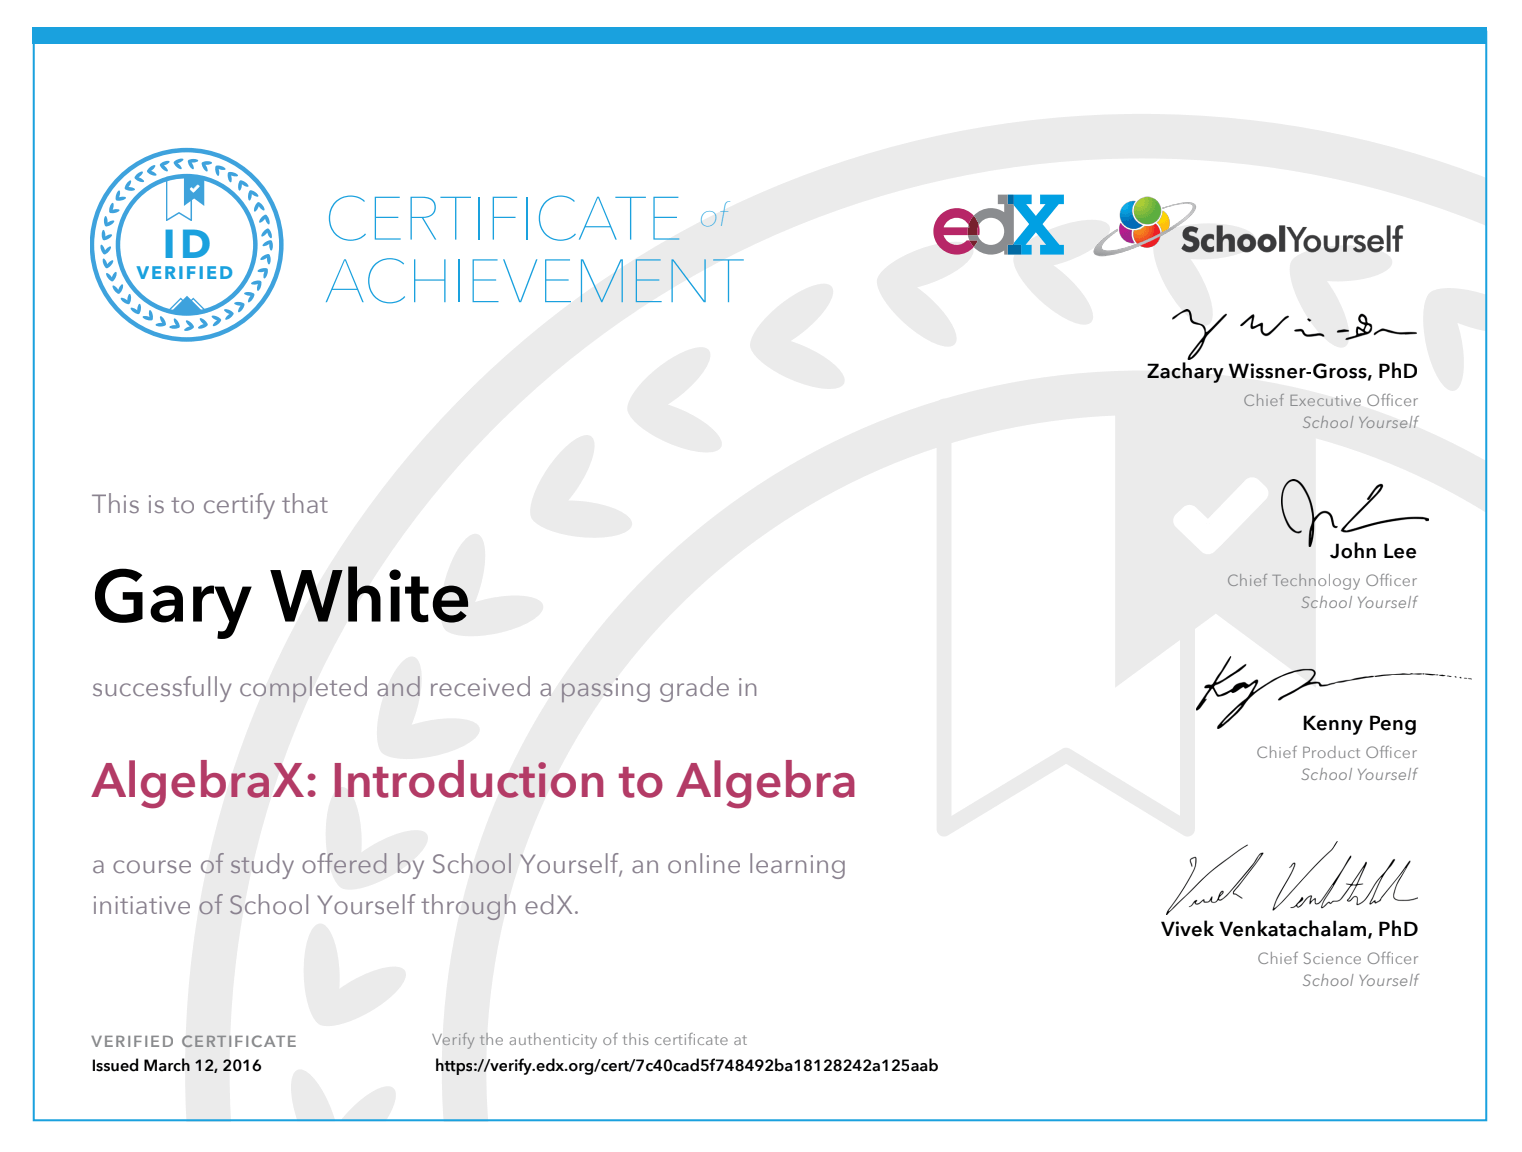 ID
VERIFIED
CERTIFICATE of
ACHIEVEMENT
edX
SchoolYourself
Zachary Wissner-Gross, PhD
Chief Executive Officer
School Yourself
This is to certify that
John Lee
Chief Technology Officer
School Yourself
Gary White
successfully completed and received a passing grade in
Kenny Peng
Chief Product Officer
School Yourself
AlgebraX: Introduction to Algebra
a course of study offered by School Yourself, an online learning
initiative of School Yourself through edX.
Vivek Venkatachalam, PhD
Chief Science Officer
School Yourself
VERIFIED CERTIFICATE
Issued March 12, 2016
Verify the authenticity of this certificate at
https://verify.edx.org/cert/7c40cad5f748492ba18128242a125aab